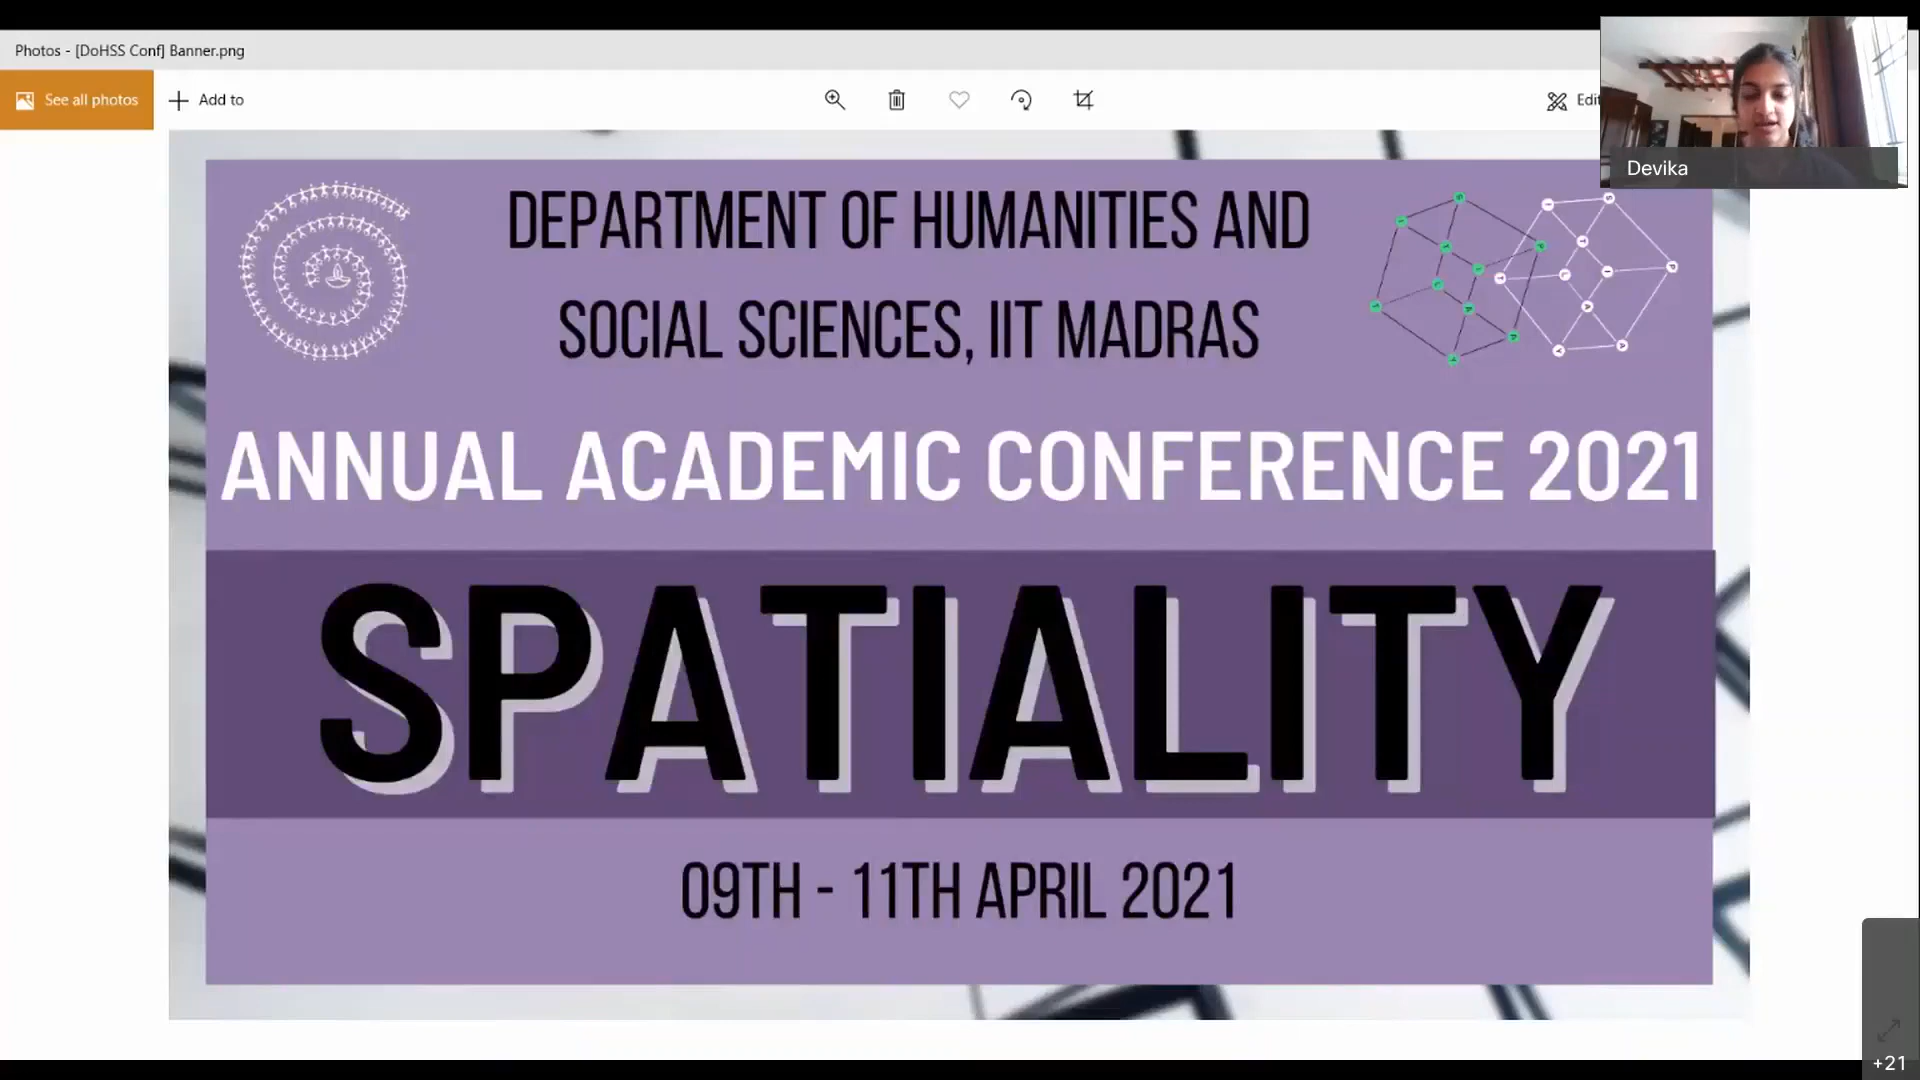 Photos - [DoHSS Conf] Banner.png
See all photos
Add to
Edit
Devika
DEPARTMENT OF HUMANITIES AND
SOCIAL SCIENCES, IIT MADRAS
ANNUAL ACADEMIC CONFERENCE 2021
SPATIALITY
09TH - 11TH APRIL 2021
+21